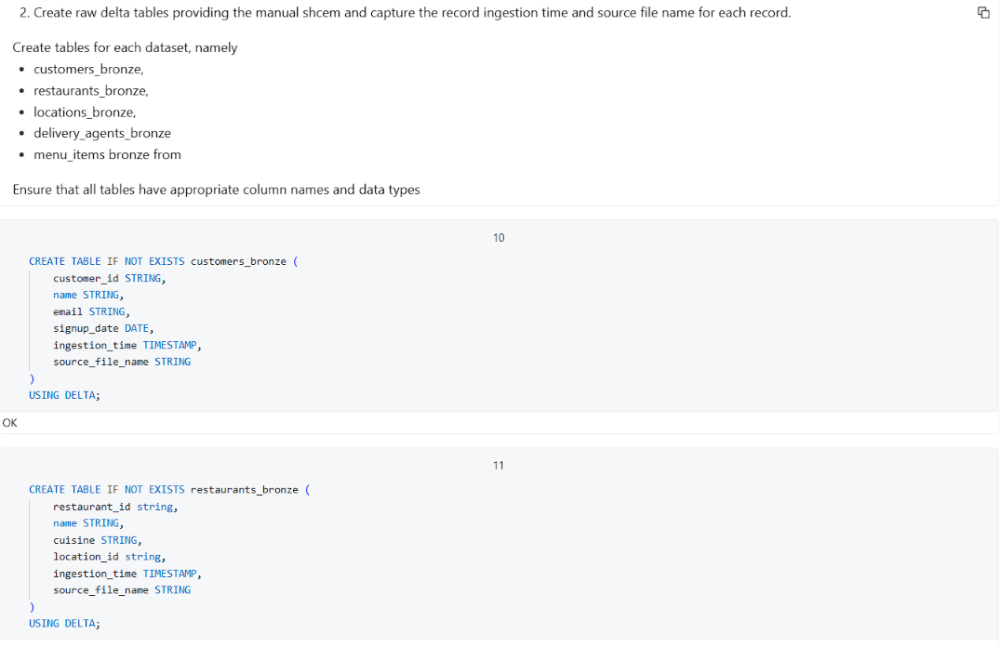 2. Create raw delta tables providing the manual shcem and capture the record ingestion time and source file name for each record.
Create tables for each dataset, namely
• customers_bronze,
• restaurants_bronze,
• locations_bronze,
• delivery_agents_bronze
• menu_items bronze from
Ensure that all tables have appropriate column names and data types
10
CREATE TABLE IF NOT EXISTS customers_bronze (
customer_id STRING,
name STRING,
email STRING,
signup_date DATE,
ingestion_time TIMESTAMP,
source_file_name STRING
)
USING DELTA;
OK
11
CREATE TABLE IF NOT EXISTS restaurants_bronze (
restaurant_id string,
name STRING,
cuisine STRING,
location_id string,
ingestion_time TIMESTAMP,
source_file_name STRING
)
USING DELTA;